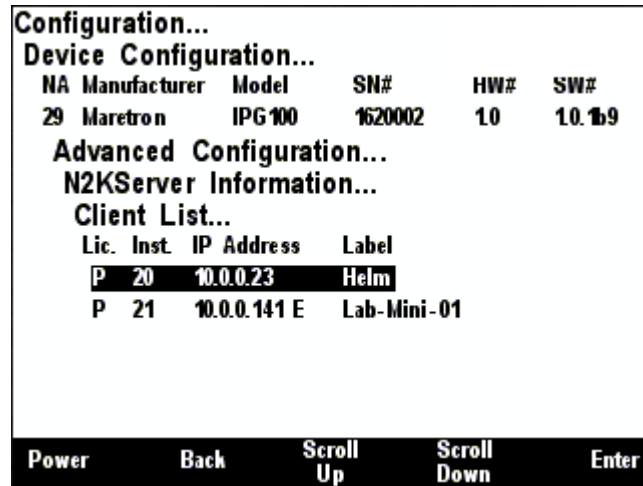 Configuration...
Device Configuration...
NA Manufacturer Model SN# HW# SW#
29 Maretron IPG100 1620002 1.0 1.0.1b9
Advanced Configuration...
N2KServer Information...
Client List...
Lic. Inst. IP Address Label
P 20 10.0.0.23 Helm
P 21 10.0.0.141 E Lab-Mini-01
Power Back Scroll Up Scroll Down Enter